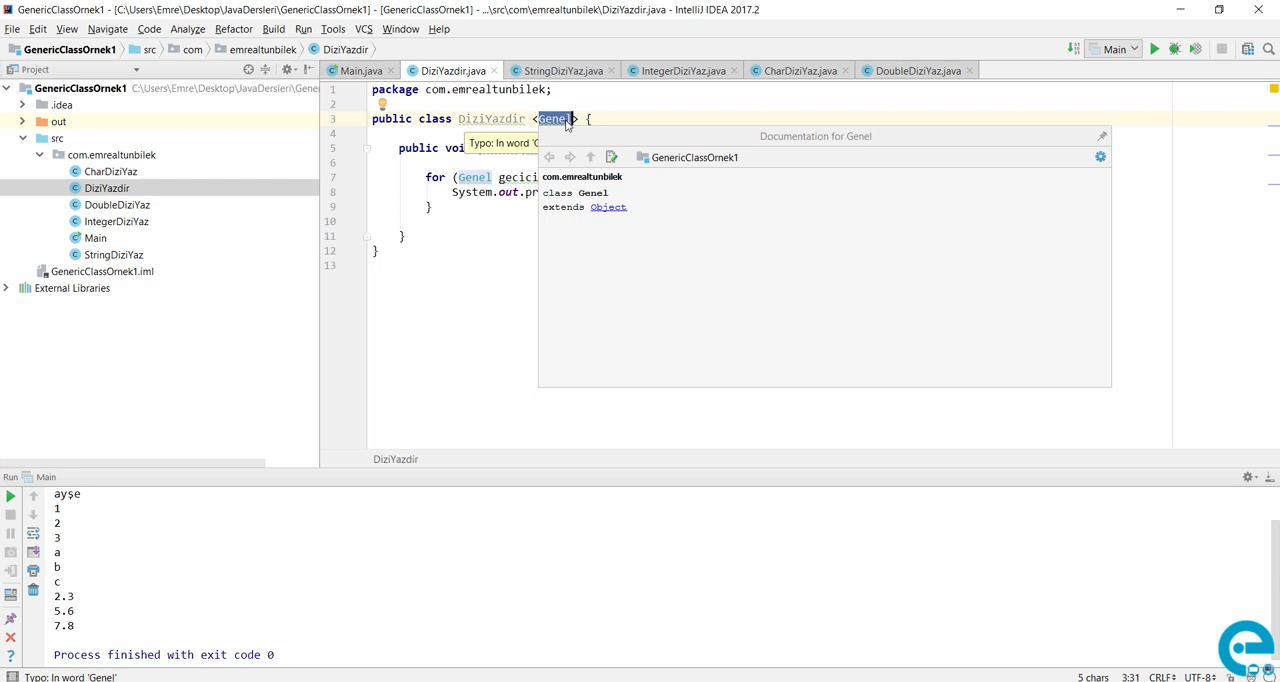 GenericClassOrnek1 - [C:\Users\Emre\Desktop\JavaDersleri\GenericClassOrnek1] - [GenericClassOrnek1] - ...\src\com\emrealtunbilek\DiziYazdir.java - IntelliJ IDEA 2017.2
File Edit View Navigate Code Analyze Refactor Build Run Tools VCS Window Help
GenericClassOrnek1 src com emrealtunbilek DiziYazdir Main
Project Main.java DiziYazdir.java StringDiziYaz.java IntegerDiziYaz.java CharDiziYaz.java DoubleDiziYaz.java
GenericClassOrnek1 C:\Users\Emre\Desktop\JavaDersleri\Gener
.idea
out
src
com.emrealtunbilek
CharDiziYaz
DiziYazdir
DoubleDiziYaz
IntegerDiziYaz
Main
StringDiziYaz
GenericClassOrnek1.iml
External Libraries
1 package com.emrealtunbilek;
2
3 public class DiziYazdir <Genel> {
4
5 public voi
6
7 for (Genel gecici
8 System.out.pr
9 }
10
11 }
12 }
13
Typo: In word 'G
Documentation for Genel
GenericClassOrnek1
com.emrealtunbilek
class Genel
extends Object
DiziYazdir
Run Main
ayşe
1
2
3
a
b
c
2.3
5.6
7.8
Process finished with exit code 0
Typo: In word 'Genel' 5 chars 3:31 CRLF UTF-8